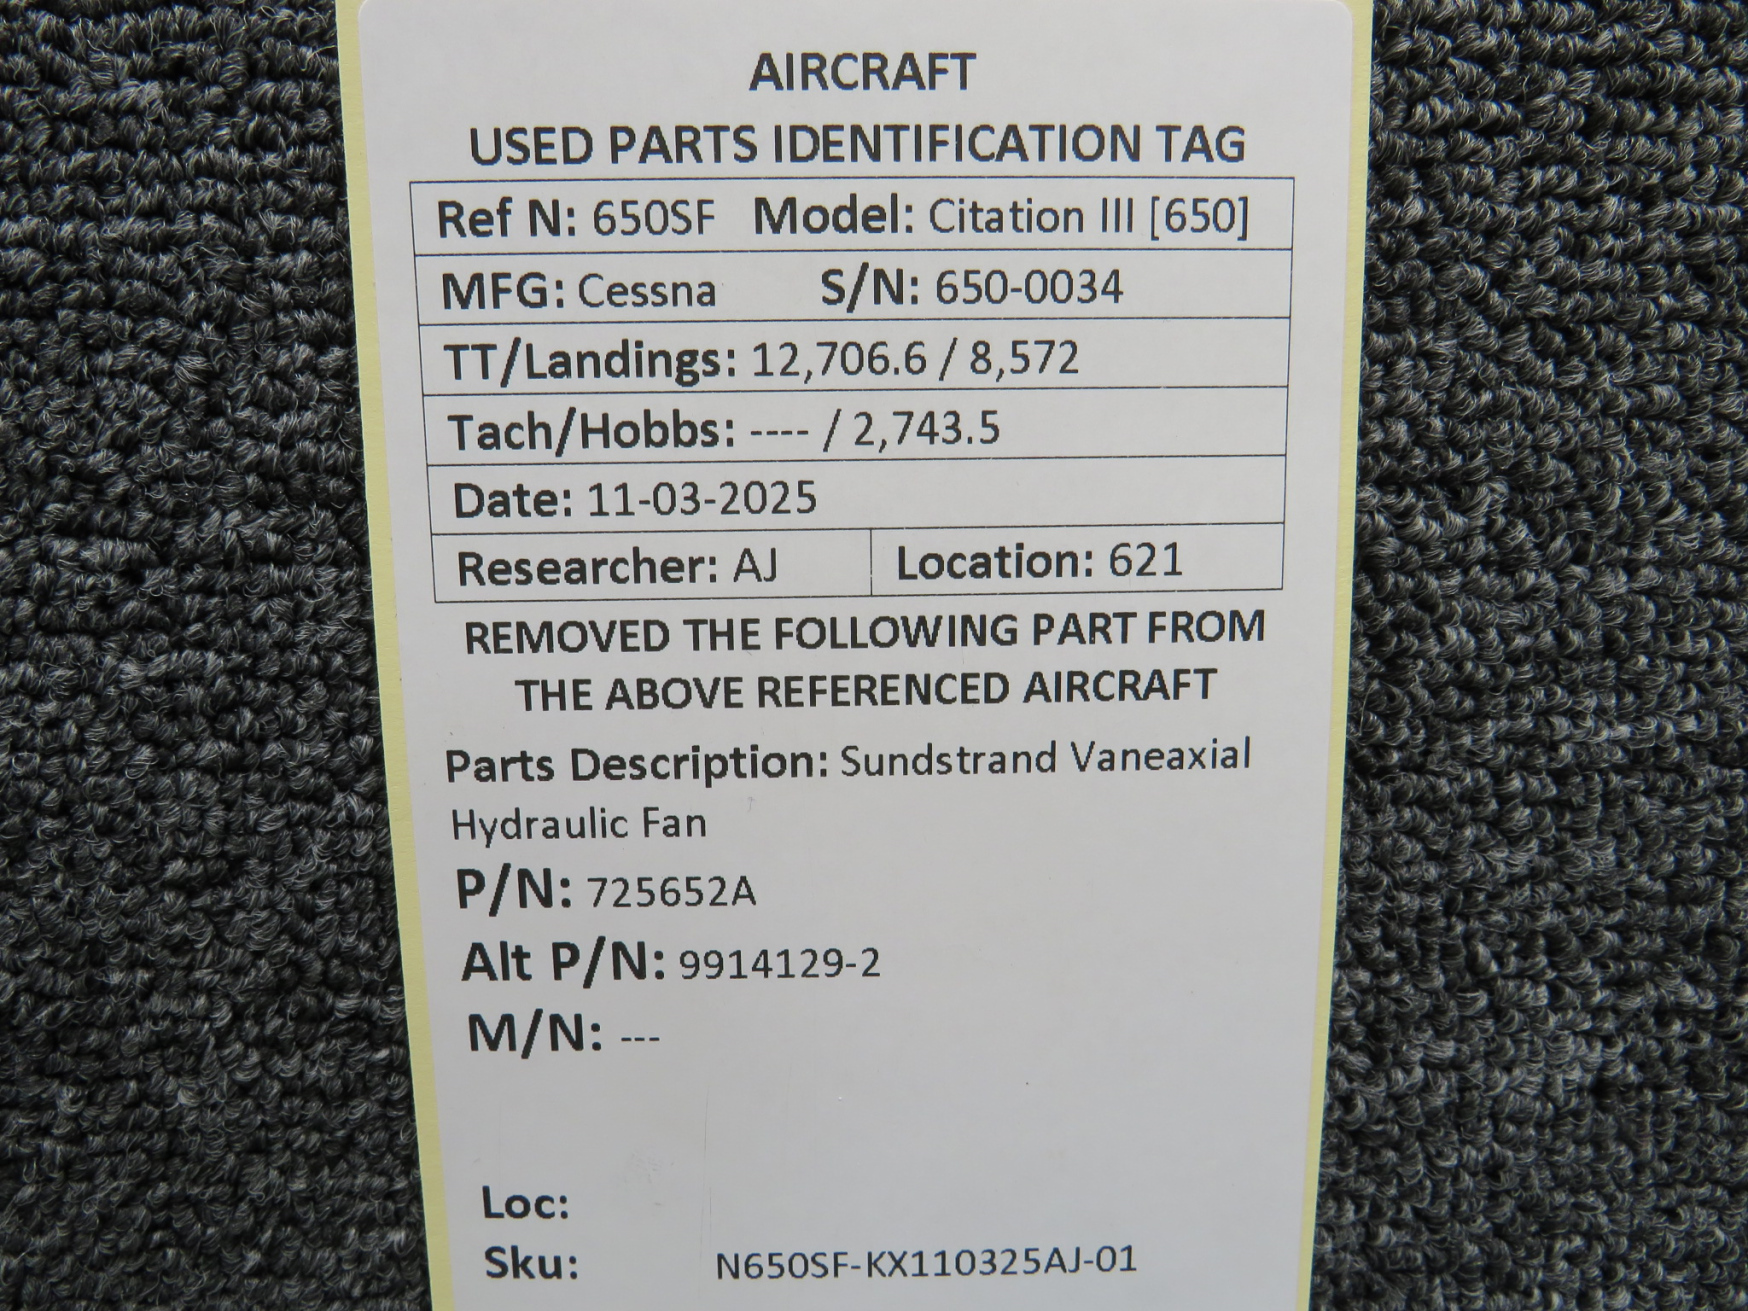 AIRCRAFT
USED PARTS IDENTIFICATION TAG
Ref N: 650SF Model: Citation III [650]
MFG: Cessna S/N: 650-0034
TT/Landings: 12,706.6 / 8,572
Tach/Hobbs: ---- / 2,743.5
Date: 11-03-2025
Researcher: AJ Location: 621
REMOVED THE FOLLOWING PART FROM
THE ABOVE REFERENCED AIRCRAFT
Parts Description: Sundstrand Vaneaxial
Hydraulic Fan
P/N: 725652A
Alt P/N: 9914129-2
M/N: ---
Loc:
Sku: N650SF-KX110325AJ-01